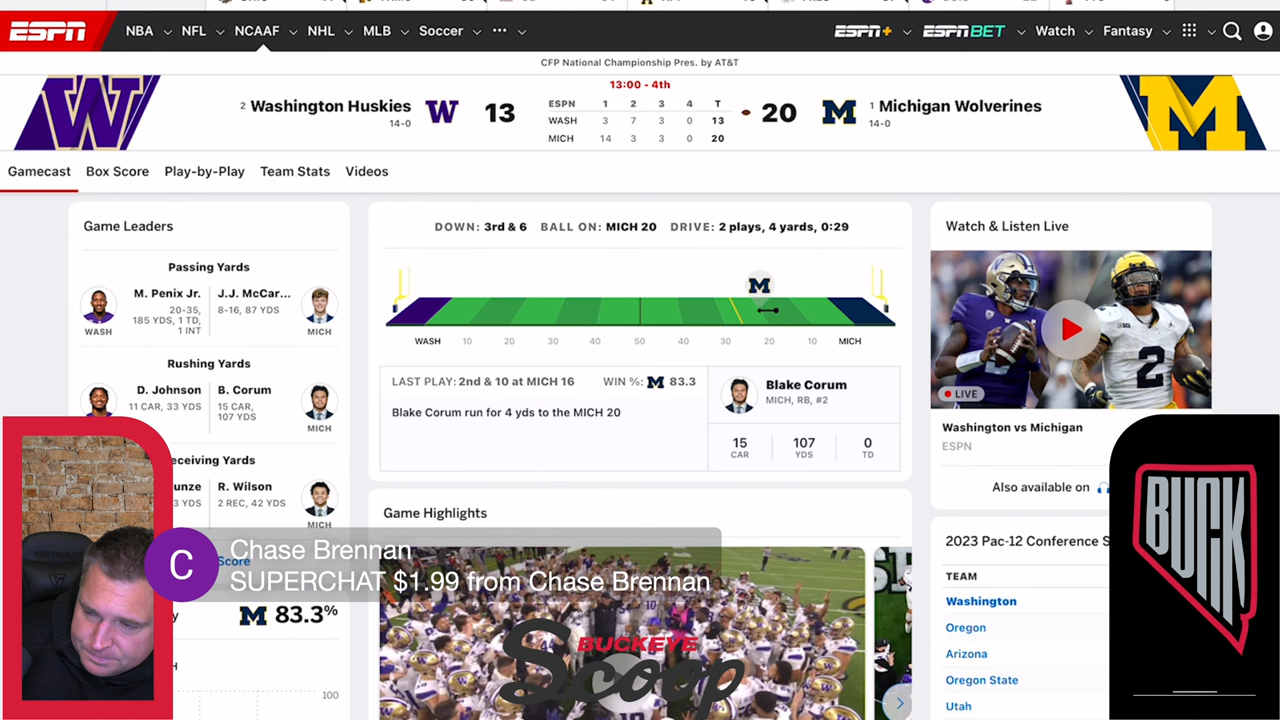 ESPN NBA NFL NCAAF NHL MLB Soccer ... ESPN+ ESPN BET Watch Fantasy
CFP National Championship Pres. by AT&T
13:00 - 4th
2 Washington Huskies W 13
14-0
ESPN 1 2 3 4 T
WASH 3 7 3 0 13
MICH 14 3 3 0 20
20 M 1 Michigan Wolverines
14-0
Gamecast Box Score Play-by-Play Team Stats Videos
Game Leaders
Passing Yards
M. Penix Jr.
20-35,
185 YDS, 1 TD,
1 INT
WASH
J.J. McCar...
8-16, 87 YDS
MICH
Rushing Yards
D. Johnson
11 CAR, 33 YDS
B. Corum
15 CAR,
107 YDS
MICH
eceiving Yards
unze
3 YDS
R. Wilson
2 REC, 42 YDS
MICH
Score
M 83.3%
100
DOWN: 3rd & 6 BALL ON: MICH 20 DRIVE: 2 plays, 4 yards, 0:29
M
WASH 10 20 30 40 50 40 30 20 10 MICH
LAST PLAY: 2nd & 10 at MICH 16 WIN %: M 83.3
Blake Corum run for 4 yds to the MICH 20
Blake Corum
MICH, RB, #2
15 107 0
CAR YDS TD
Game Highlights
Watch & Listen Live
2
LIVE
Washington vs Michigan
ESPN
Also available on
2023 Pac-12 Conference S
TEAM
Washington
Oregon
Arizona
Oregon State
Utah
C
Chase Brennan
SUPERCHAT $1.99 from Chase Brennan
BUCKEYE
Scoop
BUCK